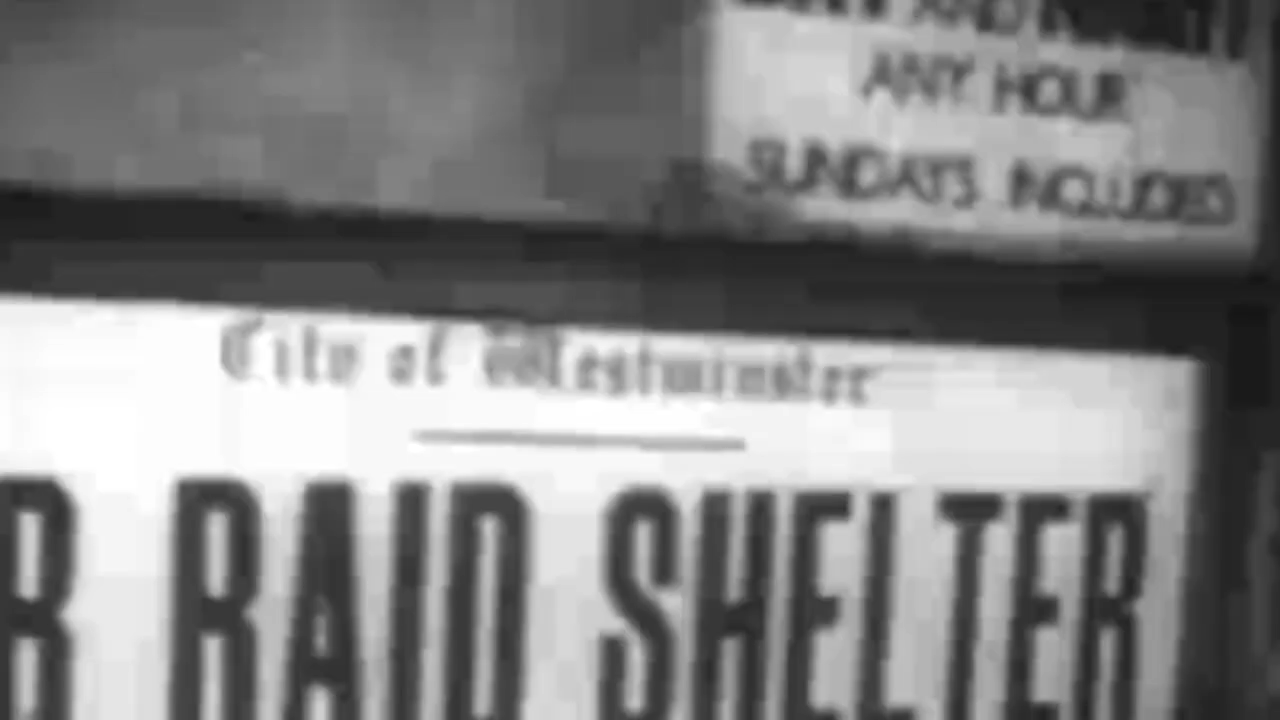 ANY HOUR
SUNDAYS INCLUDED
City of Westminster
R RAID SHELTER